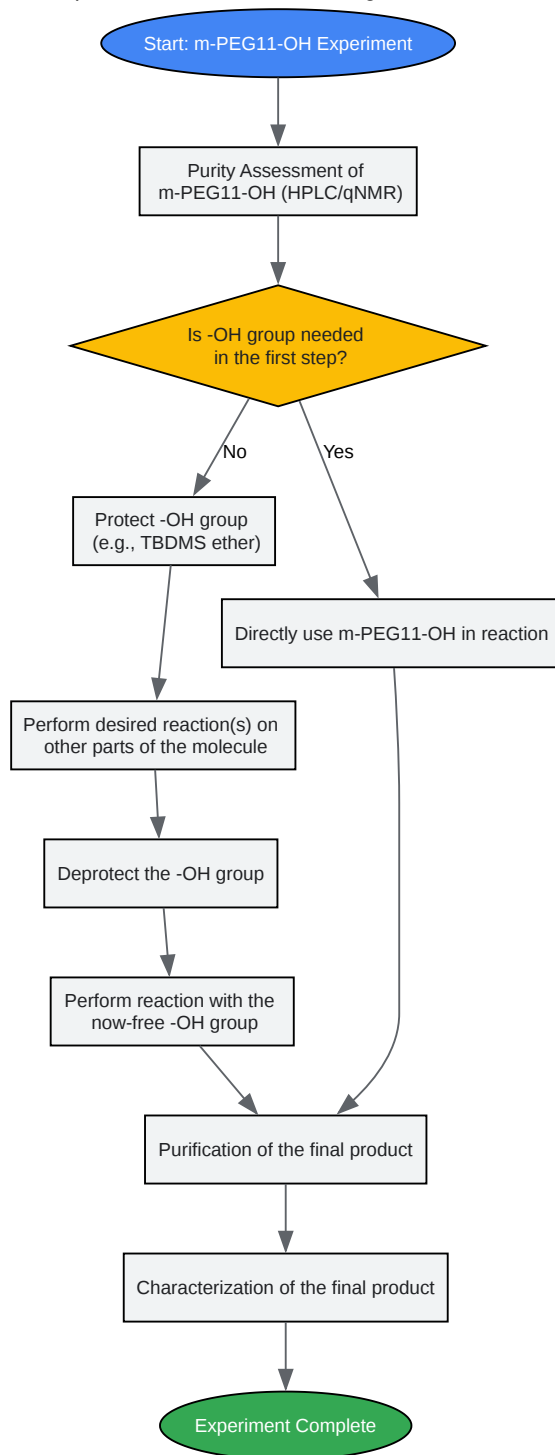 Start: m-PEG11-OH Experiment
Purity Assessment of
m-PEG11-OH (HPLC/qNMR)
Is -OH group needed
in the first step?
No
Yes
Protect -OH group
(e.g., TBDMS ether)
Directly use m-PEG11-OH in reaction
Perform desired reaction(s) on
other parts of the molecule
Deprotect the -OH group
Perform reaction with the
now-free -OH group
Purification of the final product
Characterization of the final product
Experiment Complete